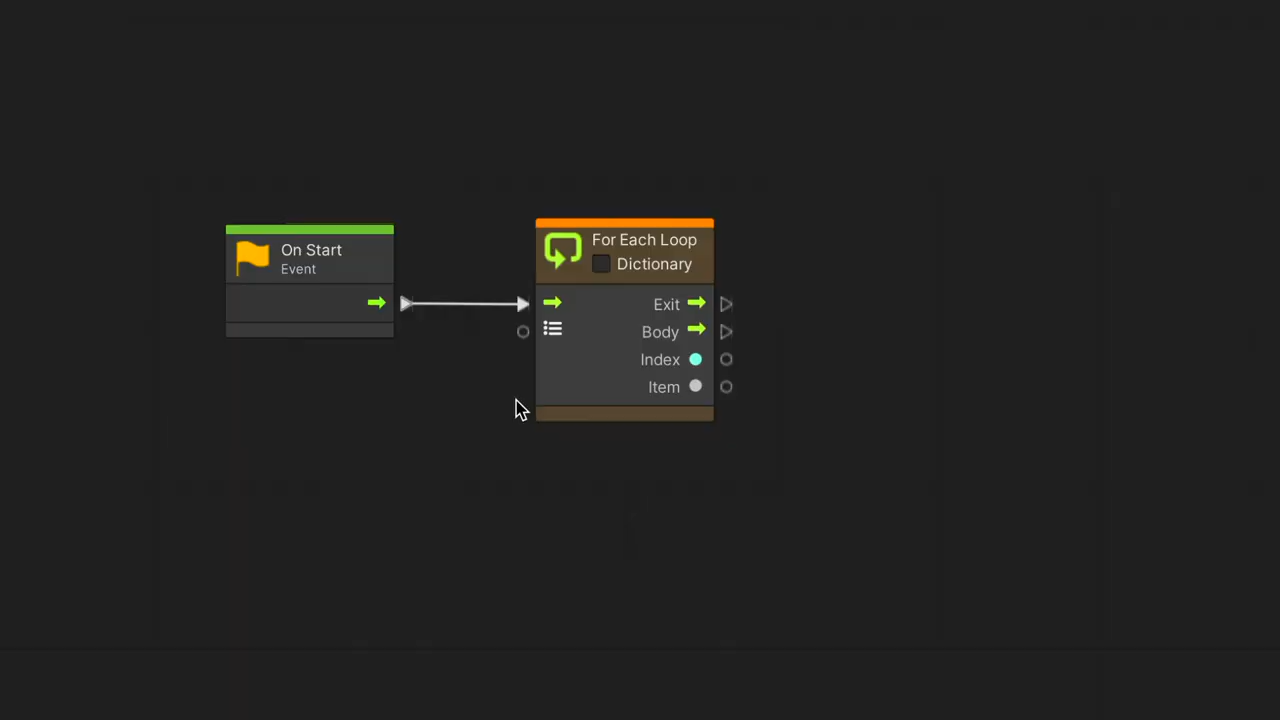 On Start
Event
For Each Loop
Dictionary
Exit
Body
Index
Item